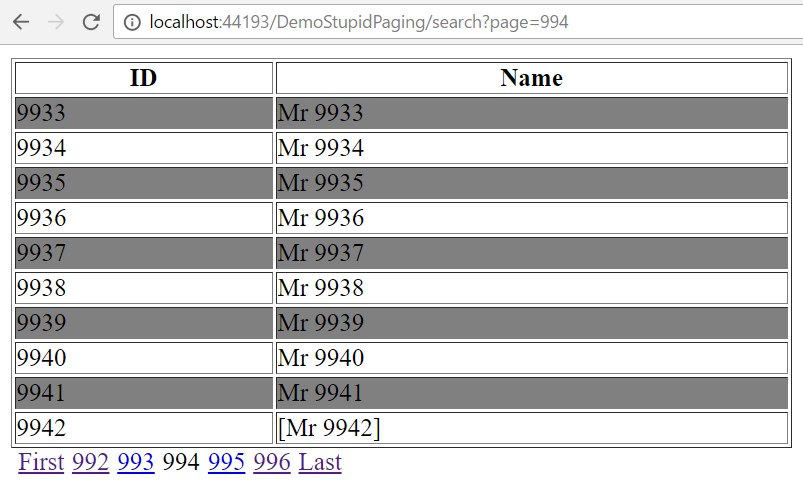 localhost:44193/DemoStupidPaging/search?page=994
ID Name
9933 Mr 9933
9934 Mr 9934
9935 Mr 9935
9936 Mr 9936
9937 Mr 9937
9938 Mr 9938
9939 Mr 9939
9940 Mr 9940
9941 Mr 9941
9942 [Mr 9942]
First 992 993 994 995 996 Last